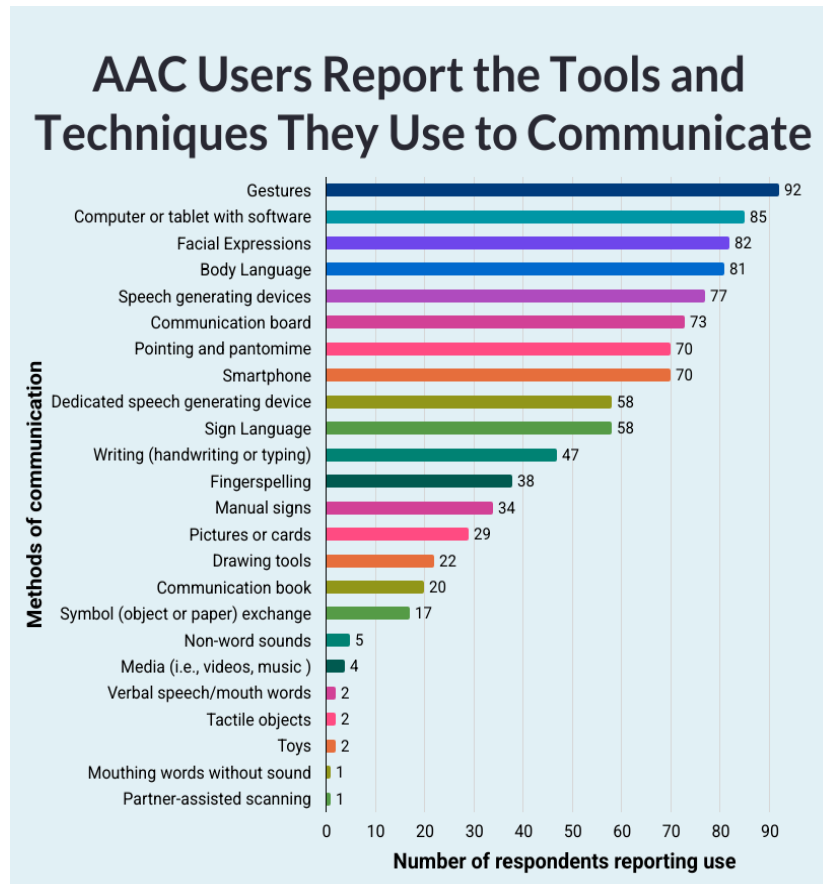 AAC Users Report the Tools and
Techniques They Use to Communicate
Methods of communication
Gestures 92
Computer or tablet with software 85
Facial Expressions 82
Body Language 81
Speech generating devices 77
Communication board 73
Pointing and pantomime 70
Smartphone 70
Dedicated speech generating device 58
Sign Language 58
Writing (handwriting or typing) 47
Fingerspelling 38
Manual signs 34
Pictures or cards 29
Drawing tools 22
Communication book 20
Symbol (object or paper) exchange 17
Non-word sounds 5
Media (i.e., videos, music ) 4
Verbal speech/mouth words 2
Tactile objects 2
Toys 2
Mouthing words without sound 1
Partner-assisted scanning 1
0 10 20 30 40 50 60 70 80 90
Number of respondents reporting use